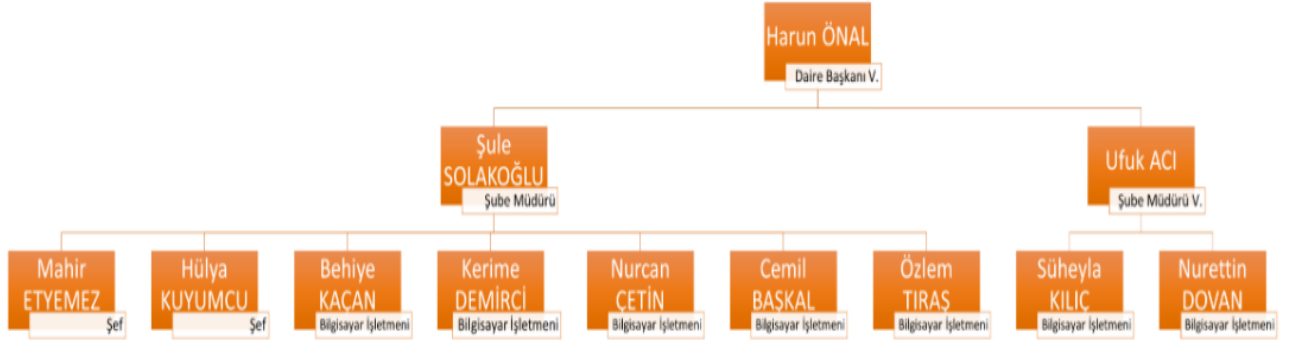 Harun ÖNAL
Daire Başkanı V.
Şule
SOLAKOĞLU
Şube Müdürü
Ufuk ACI
Şube Müdürü V.
Mahir
ETYEMEZ
Şef
Hülya
KUYUMCU
Şef
Behiye
KAÇAN
Bilgisayar İşletmeni
Kerime
DEMİRCİ
Bilgisayar İşletmeni
Nurcan
ÇETİN
Bilgisayar İşletmeni
Cemil
BAŞKAL
Bilgisayar İşletmeni
Özlem
TIRAŞ
Bilgisayar İşletmeni
Süheyla
KILIÇ
Bilgisayar İşletmeni
Nurettin
DOVAN
Bilgisayar İşletmeni